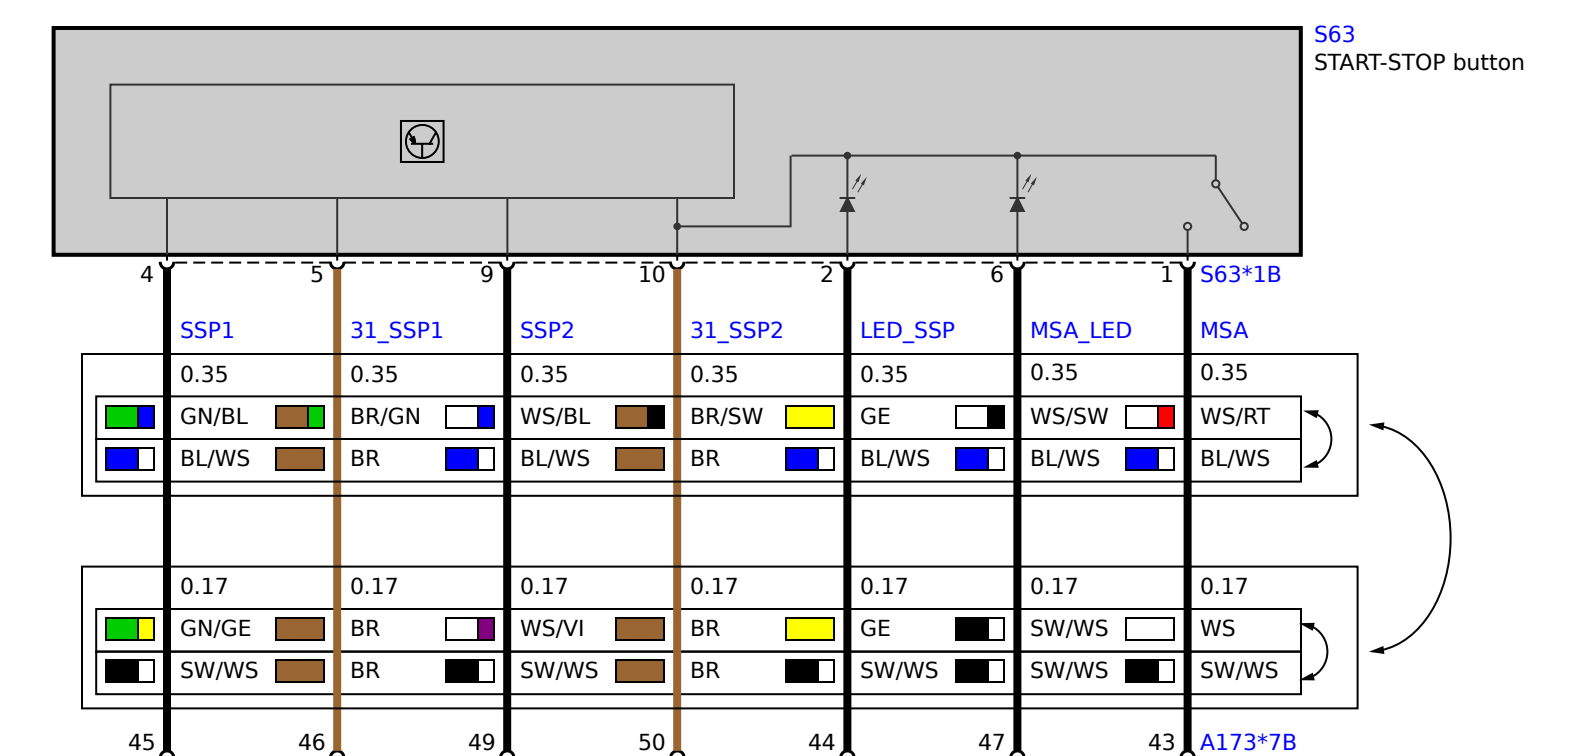 S63
START-STOP button
4 5 9 10 2 6 1 S63*1B
SSP1 31_SSP1 SSP2 31_SSP2 LED_SSP MSA_LED MSA
0.35 0.35 0.35 0.35 0.35 0.35 0.35
GN/BL BR/GN WS/BL BR/SW GE WS/SW WS/RT
BL/WS BR BL/WS BR BL/WS BL/WS BL/WS
0.17 0.17 0.17 0.17 0.17 0.17 0.17
GN/GE BR WS/VI BR GE SW/WS WS
SW/WS BR SW/WS BR SW/WS SW/WS SW/WS
45 46 49 50 44 47 43 A173*7B